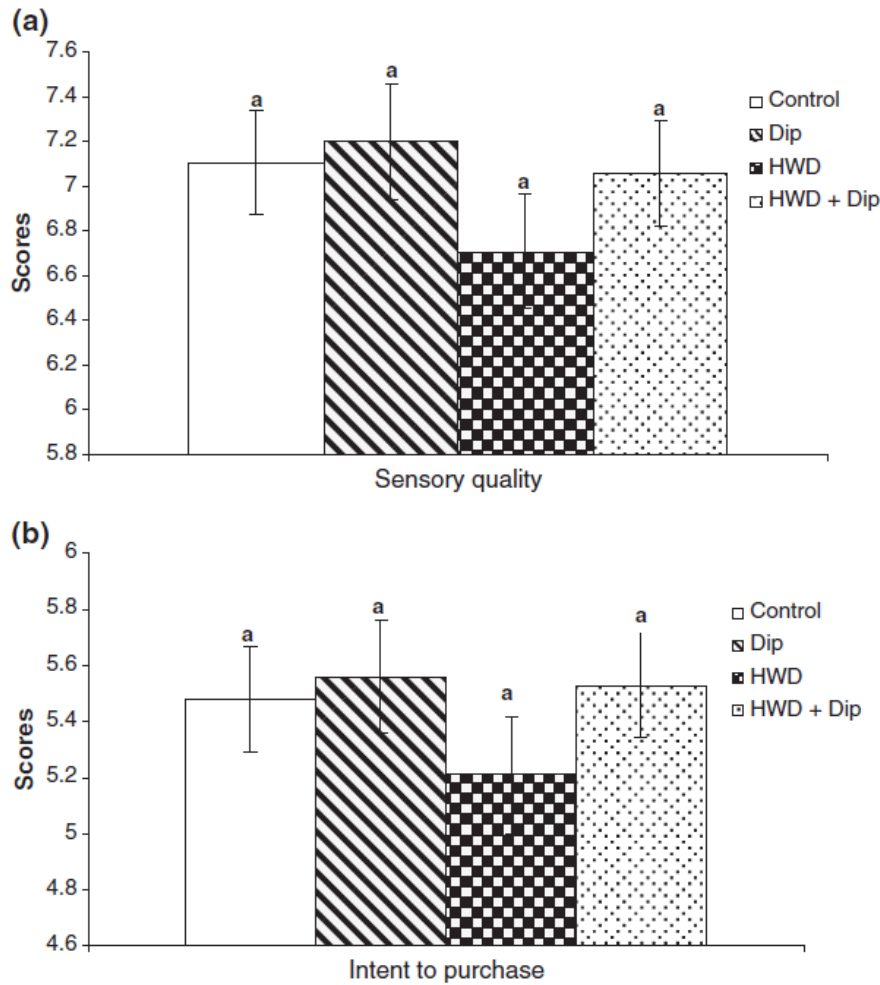 (a)
7.6
7.4
7.2
7
6.8
6.6
6.4
6.2
6
5.8
Scores
a
a
a
a
Control
Dip
HWD
HWD + Dip
Sensory quality
(b)
6
5.8
5.6
5.4
5.2
5
4.8
4.6
Scores
a
a
a
a
Control
Dip
HWD
HWD + Dip
Intent to purchase